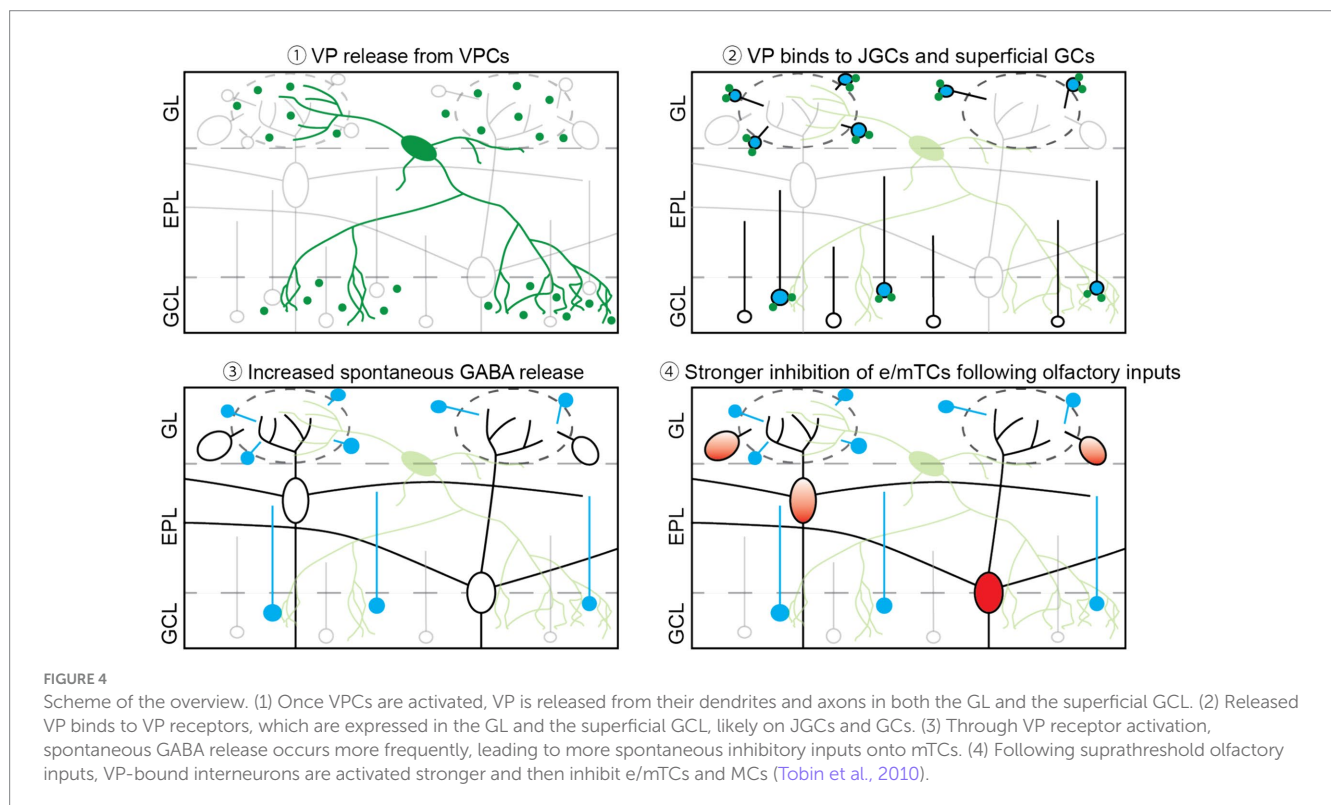 ① VP release from VPCs
② VP binds to JGCs and superficial GCs
GL
EPL
GCL
GL
EPL
GCL
③ Increased spontaneous GABA release
④ Stronger inhibition of e/mTCs following olfactory inputs
GL
EPL
GCL
GL
EPL
GCL
FIGURE 4
Scheme of the overview. (1) Once VPCs are activated, VP is released from their dendrites and axons in both the GL and the superficial GCL. (2) Released
VP binds to VP receptors, which are expressed in the GL and the superficial GCL, likely on JGCs and GCs. (3) Through VP receptor activation,
spontaneous GABA release occurs more frequently, leading to more spontaneous inhibitory inputs onto mTCs. (4) Following suprathreshold olfactory
inputs, VP-bound interneurons are activated stronger and then inhibit e/mTCs and MCs (Tobin et al., 2010).